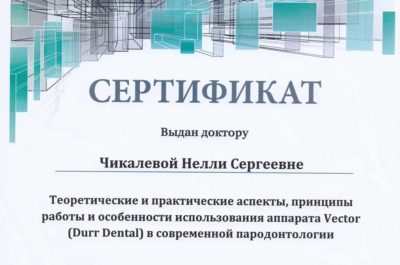 СЕРТИФИКАТ
Выдан доктору
Чикалевой Нелли Сергеевне
Теоретические и практические аспекты, принципы
работы и особенности использования аппарата Vector
(Durr Dental) в современной пародонтологии